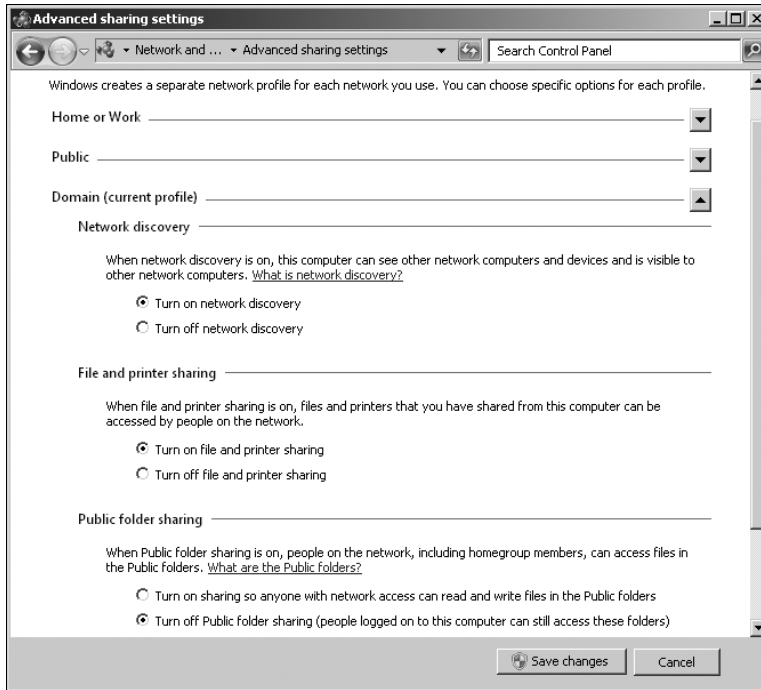 Advanced sharing settings
Network and ... Advanced sharing settings Search Control Panel
Windows creates a separate network profile for each network you use. You can choose specific options for each profile.
Home or Work
Public
Domain (current profile)
Network discovery
When network discovery is on, this computer can see other network computers and devices and is visible to
other network computers. What is network discovery?
Turn on network discovery
Turn off network discovery
File and printer sharing
When file and printer sharing is on, files and printers that you have shared from this computer can be
accessed by people on the network.
Turn on file and printer sharing
Turn off file and printer sharing
Public folder sharing
When Public folder sharing is on, people on the network, including homegroup members, can access files in
the Public folders. What are the Public folders?
Turn on sharing so anyone with network access can read and write files in the Public folders
Turn off Public folder sharing (people logged on to this computer can still access these folders)
Save changes Cancel